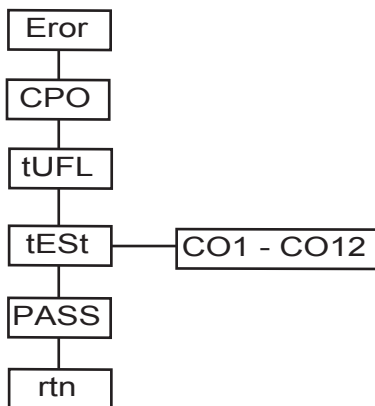 Eror
CPO
tUFL
tESt
CO1 - CO12
PASS
rtn